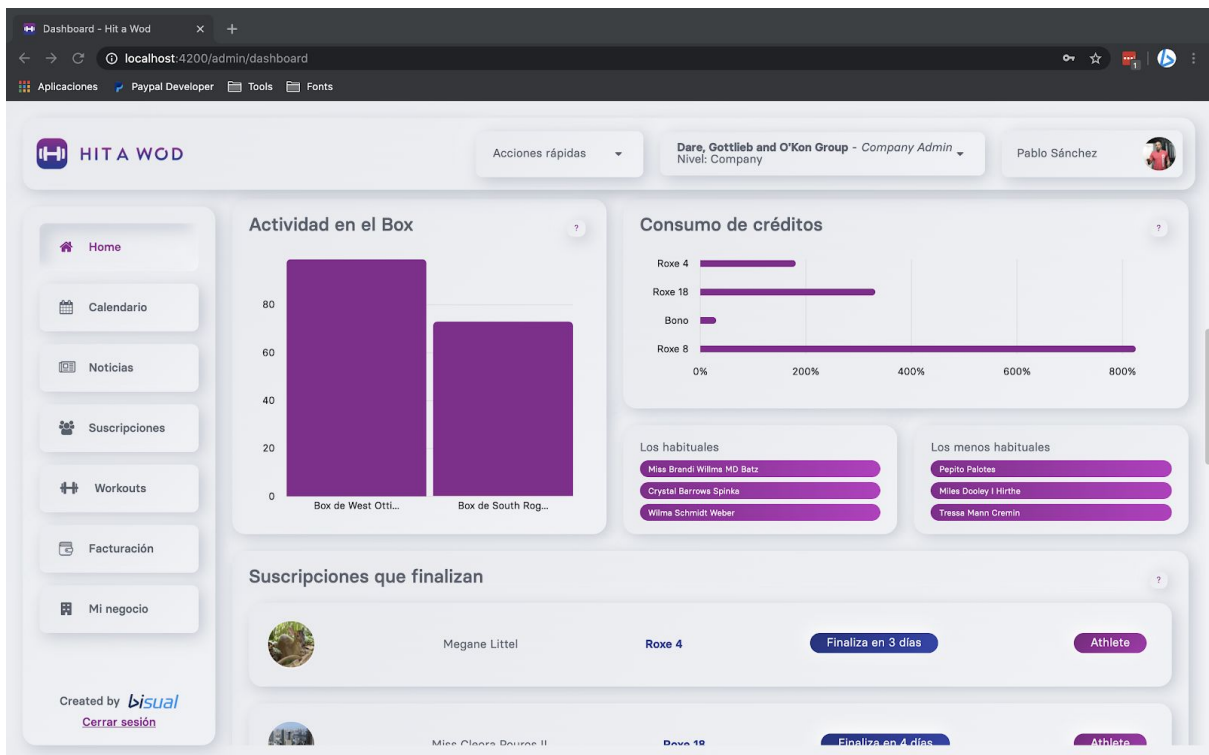 Dashboard - Hit a Wod
localhost:4200/admin/dashboard
1
Aplicaciones Paypal Developer Tools Fonts
HIT A WOD
Acciones rápidas
Dare, Gottlieb and O'Kon Group - Company Admin
Nivel: Company
Pablo Sánchez
Home
Calendario
Noticias
Suscripciones
Workouts
Facturación
Mi negocio
Created by bisual
Cerrar sesión
Actividad en el Box
?
80
60
40
20
0
Box de West Otti...
Box de South Rog...
Consumo de créditos
?
Roxe 4
Roxe 18
Bono
Roxe 8
0% 200% 400% 600% 800%
Los habituales
Miss Brandi Willms MD Batz
Crystal Barrows Spinka
Wilma Schmidt Weber
Los menos habituales
Pepito Palotes
Miles Dooley I Hirthe
Tressa Mann Cremin
Suscripciones que finalizan
?
Megane Littel Roxe 4 Finaliza en 3 días Athlete
Miss Cleora Pouros II Roxe 18 Finaliza en 4 días Athlete